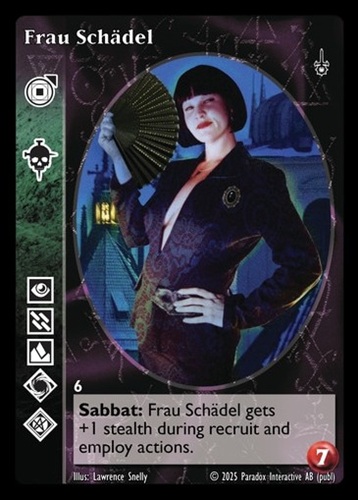 Frau Schädel
6
Sabbat: Frau Schädel gets
+1 stealth during recruit and
employ actions.
7
Illus: Lawrence Snelly © 2025 Paradox Interactive AB (publ)